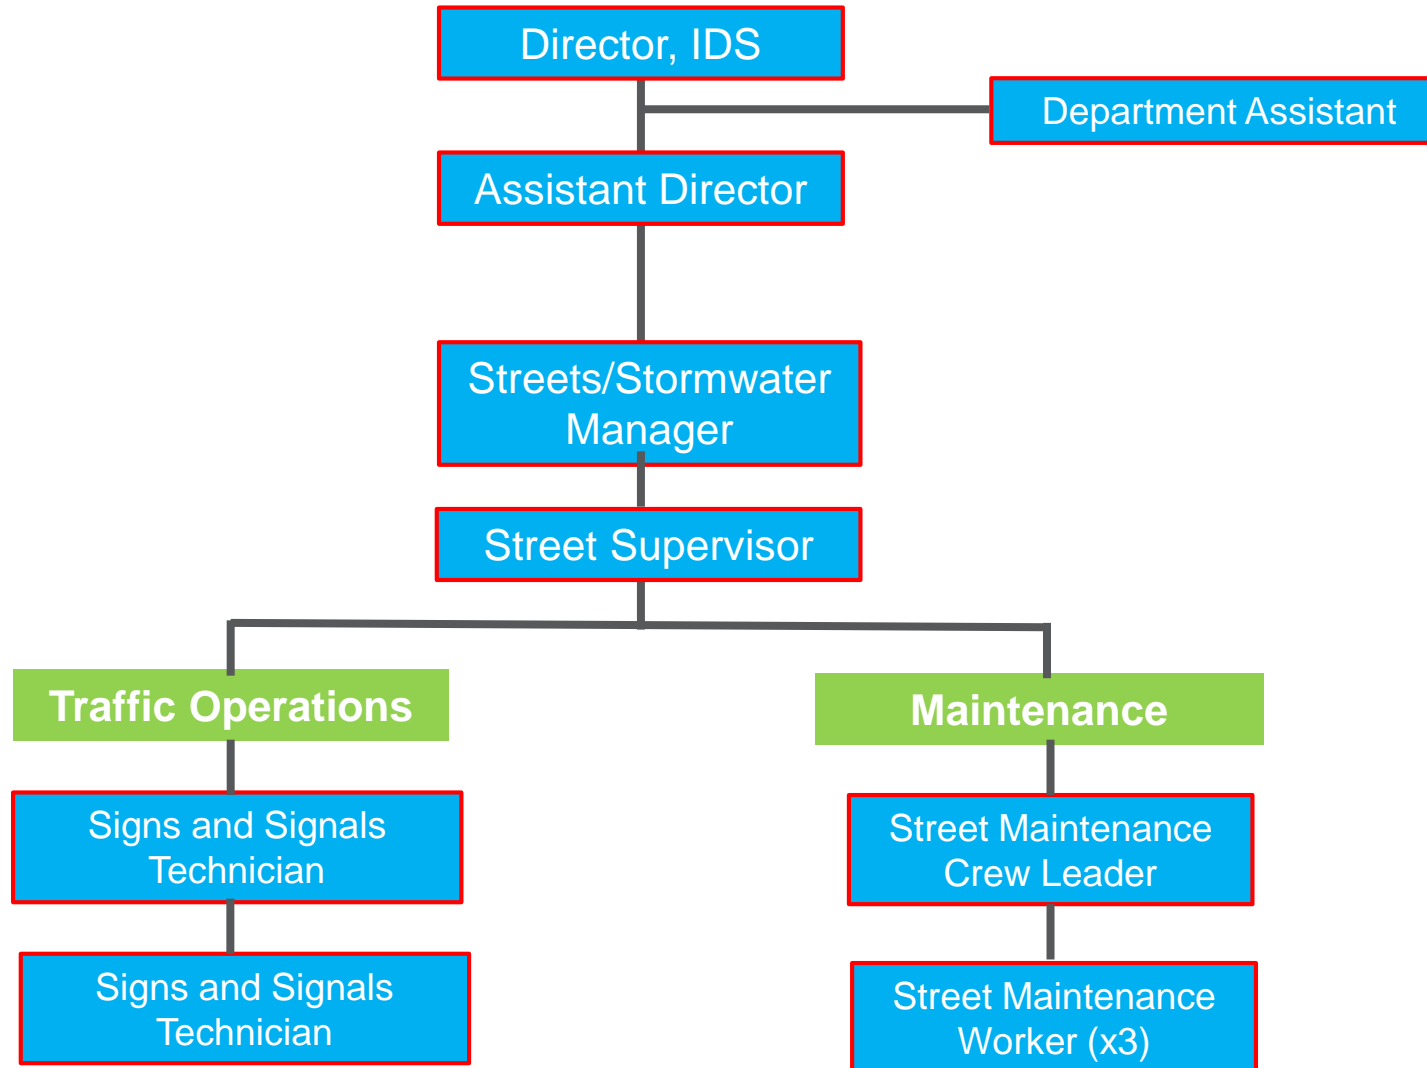 Director, IDS
Department Assistant
Assistant Director
Streets/Stormwater
Manager
Street Supervisor
Traffic Operations
Maintenance
Signs and Signals
Technician
Street Maintenance
Crew Leader
Signs and Signals
Technician
Street Maintenance
Worker (x3)